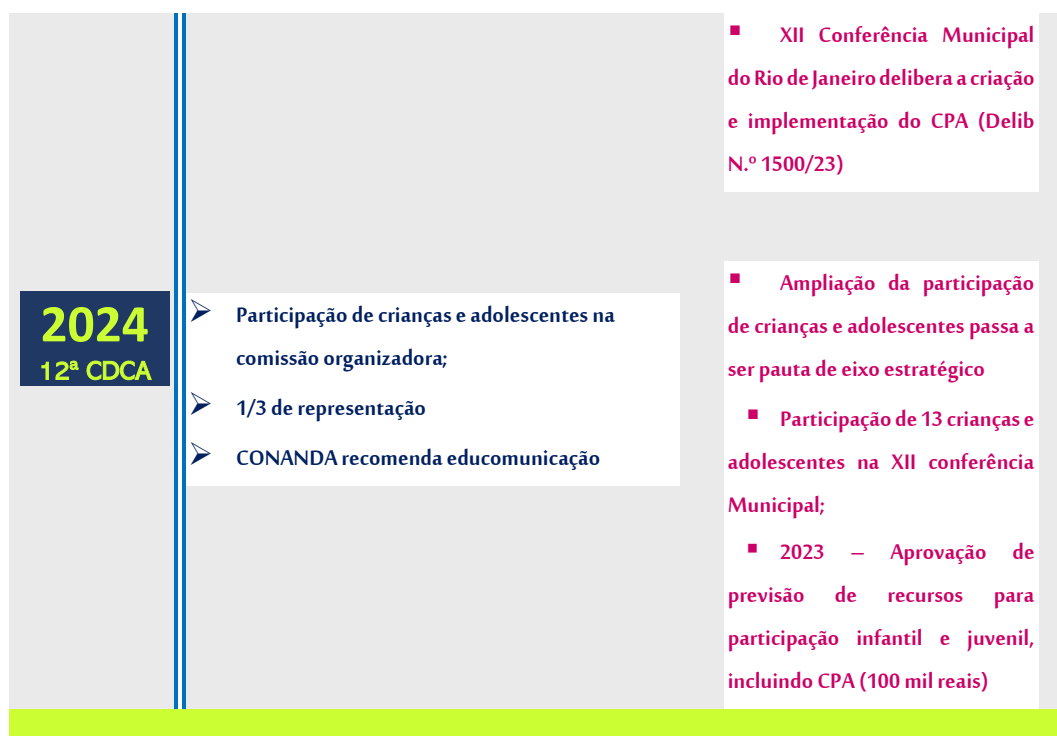 ▪ XII Conferência Municipal
do Rio de Janeiro delibera a criação
e implementação do CPA (Delib
N.º 1500/23)
2024
12ª CDCA
➢ Participação de crianças e adolescentes na
comissão organizadora;
➢ 1/3 de representação
➢ CONANDA recomenda educomunicação
▪ Ampliação da participação
de crianças e adolescentes passa a
ser pauta de eixo estratégico
▪ Participação de 13 crianças e
adolescentes na XII conferência
Municipal;
▪ 2023 – Aprovação de
previsão de recursos para
participação infantil e juvenil,
incluindo CPA (100 mil reais)